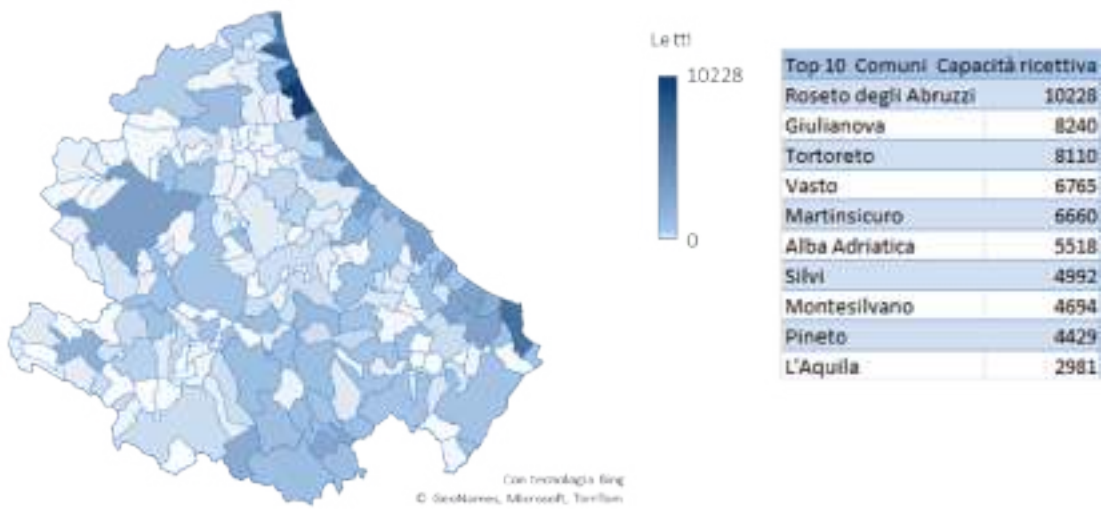 Letti
10228
0
Top 10 Comuni Capacità ricettiva
Roseto degli Abruzzi 10228
Giulianova 8240
Tortoreto 8110
Vasto 6765
Martinsicuro 6660
Alba Adriatica 5518
Silvi 4992
Montesilvano 4694
Pineto 4429
L'Aquila 2981
Con tecnologia Bing
© GeoNames, Microsoft, TomTom